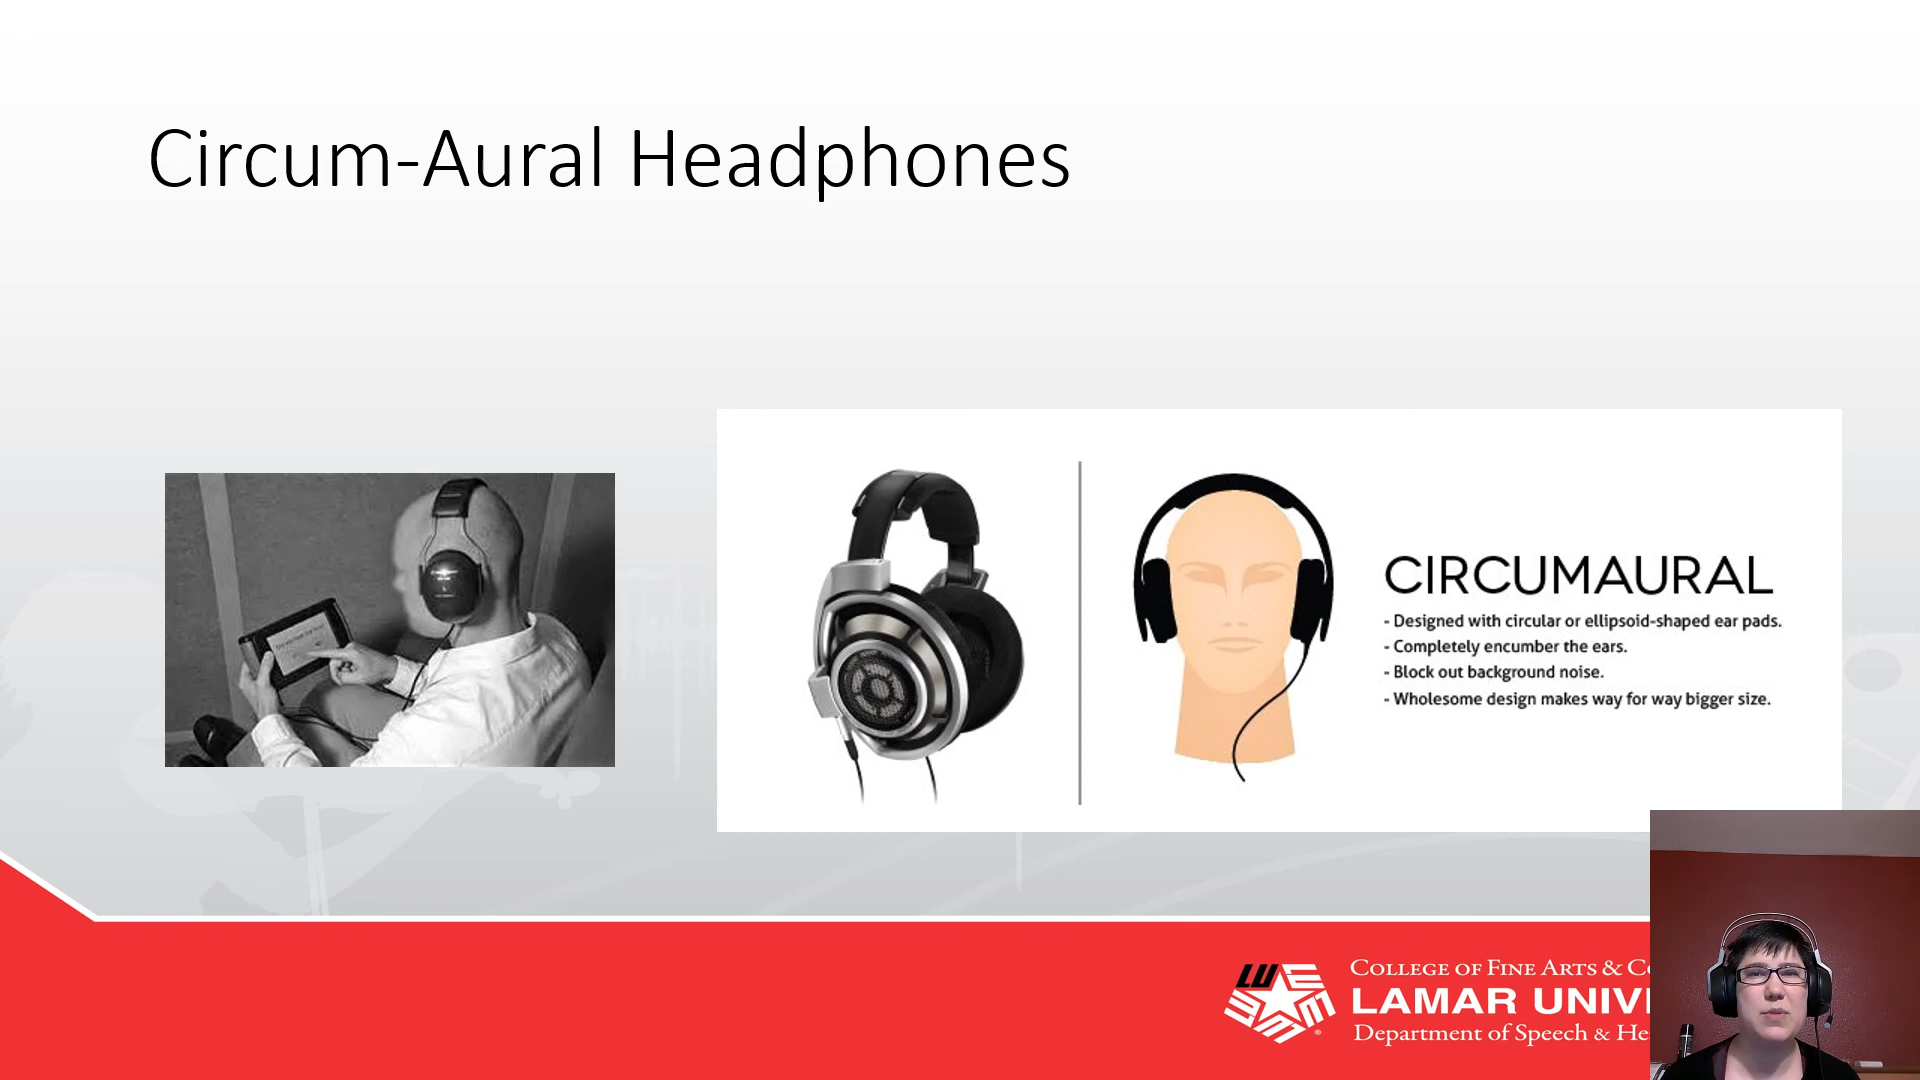 Circum-Aural Headphones
CIRCUMAURAL
- Designed with circular or ellipsoid-shaped ear pads.
- Completely encumber the ears.
- Block out background noise.
- Wholesome design makes way for way bigger size.
COLLEGE OF FINE ARTS & CO
LAMAR UNIV
Department of Speech & He